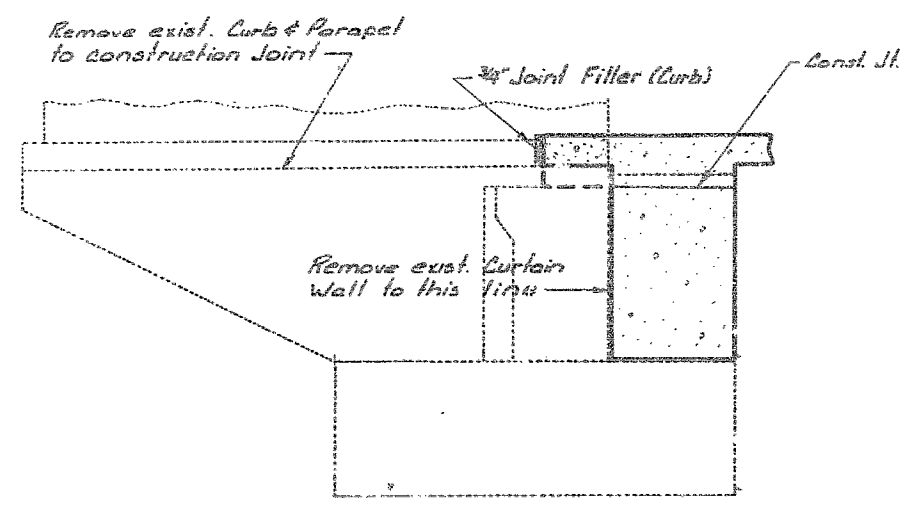 Remove exist. Curb & Parapet
to construction Joint
3/4" Joint Filler (Curb)
Const. Jt.
Remove exist. Curtain
Wall to this line